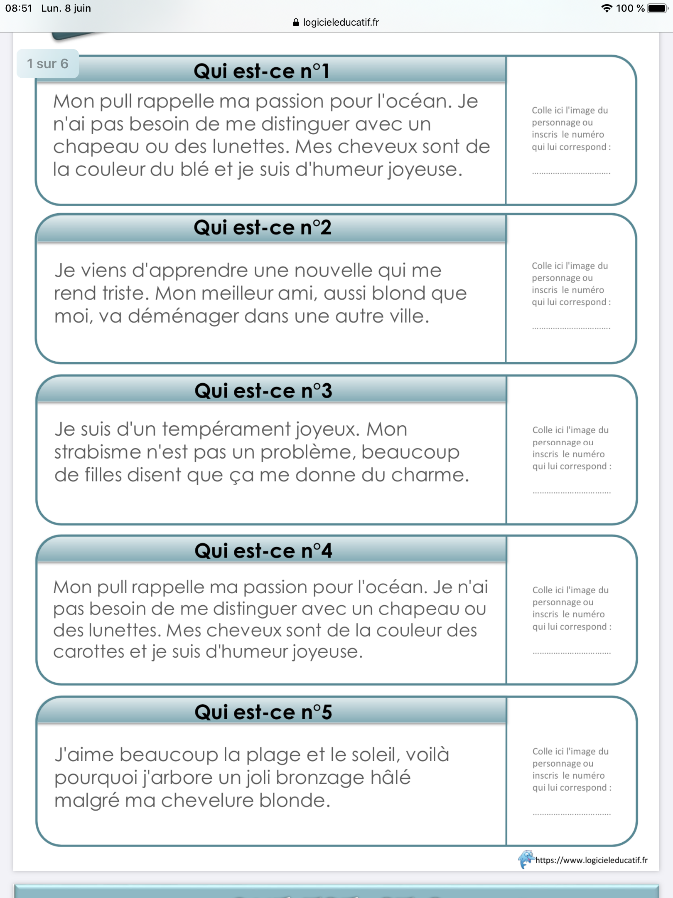 08:51 Lun. 8 juin
100 %
logicieleducatif.fr
1 sur 6
Qui est-ce n°1
Mon pull rappelle ma passion pour l'océan. Je
n'ai pas besoin de me distinguer avec un
chapeau ou des lunettes. Mes cheveux sont de
la couleur du blé et je suis d'humeur joyeuse.
Colle ici l'image du
personnage ou
inscris le numéro
qui lui correspond :
....................................
Qui est-ce n°2
Je viens d'apprendre une nouvelle qui me
rend triste. Mon meilleur ami, aussi blond que
moi, va déménager dans une autre ville.
Colle ici l'image du
personnage ou
inscris le numéro
qui lui correspond :
....................................
Qui est-ce n°3
Je suis d'un tempérament joyeux. Mon
strabisme n'est pas un problème, beaucoup
de filles disent que ça me donne du charme.
Colle ici l'image du
personnage ou
inscris le numéro
qui lui correspond :
....................................
Qui est-ce n°4
Mon pull rappelle ma passion pour l'océan. Je n'ai
pas besoin de me distinguer avec un chapeau ou
des lunettes. Mes cheveux sont de la couleur des
carottes et je suis d'humeur joyeuse.
Colle ici l'image du
personnage ou
inscris le numéro
qui lui correspond :
....................................
Qui est-ce n°5
J'aime beaucoup la plage et le soleil, voilà
pourquoi j'arbore un joli bronzage hâlé
malgré ma chevelure blonde.
Colle ici l'image du
personnage ou
inscris le numéro
qui lui correspond :
....................................
https://www.logicieleducatif.fr